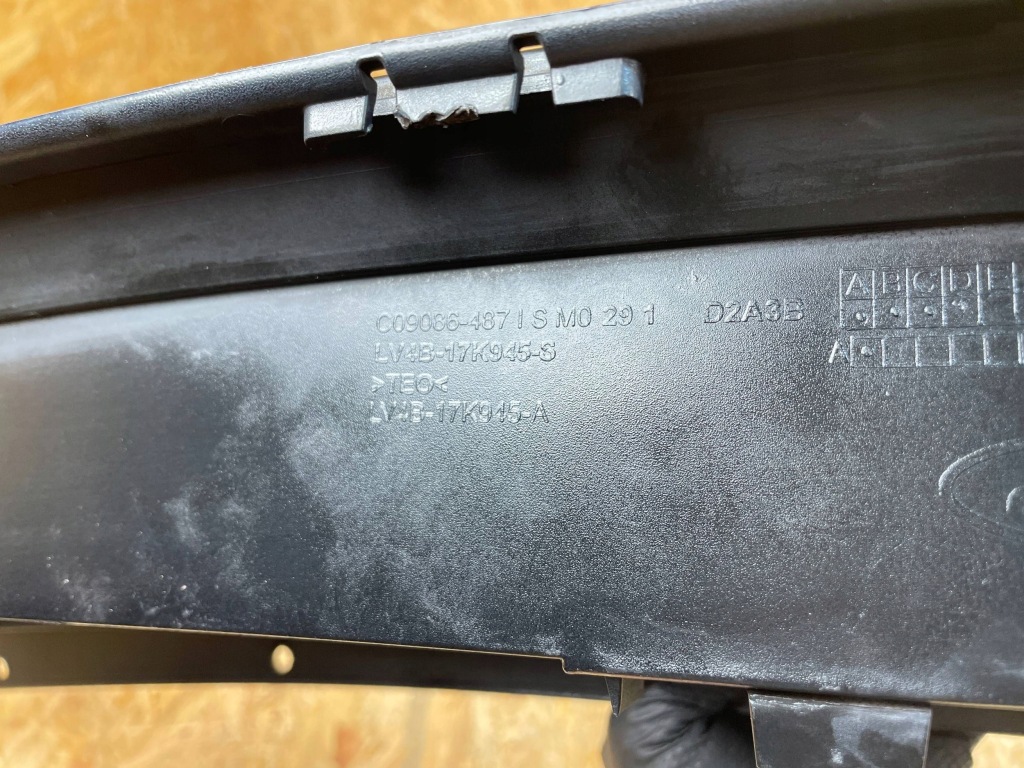 C09086-487 I S M0 29 1 D2A3B
LV4B-17K945-S
>TEO<
LV4B-17K945-A
A B C D E
A